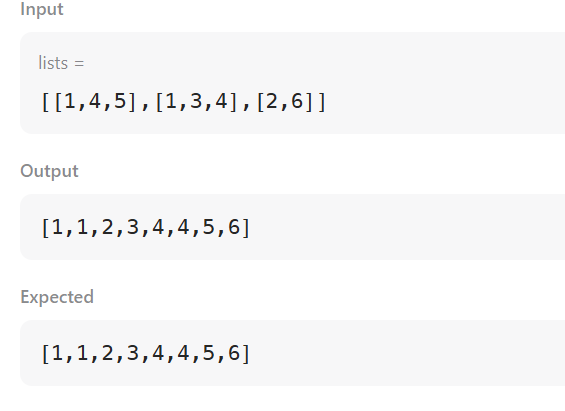 Input
lists =
[[1,4,5],[1,3,4],[2,6]]
Output
[1,1,2,3,4,4,5,6]
Expected
[1,1,2,3,4,4,5,6]